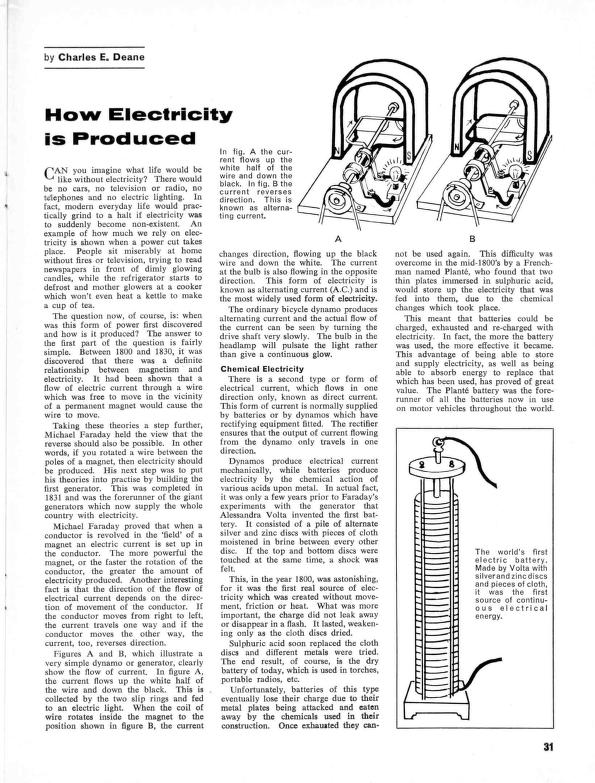 by Charles E. Deane
How Electricity
is Produced
CAN you imagine what life would be
like without electricity? There would
be no cars, no television or radio, no
telephones and no electric lighting. In
fact, modern everyday life would prac-
tically grind to a halt if electricity was
to suddenly become non-existent. An
example of how much we rely on elec-
tricity is shown when a power cut takes
place. People sit miserably at home
without fires or television, trying to read
newspapers in front of dimly glowing
candles, while the refrigerator starts to
defrost and mother glowers at a cooker
which won't even heat a kettle to make
a cup of tea.
The question now, of course, is: when
was this form of power first discovered
and how is it produced? The answer to
the first part of the question is fairly
simple. Between 1800 and 1830, it was
discovered that there was a definite
relationship between magnetism and
electricity. It had been shown that a
flow of electric current through a wire
which was free to move in the vicinity
of a permanent magnet would cause the
wire to move.
Taking these theories a step further,
Michael Faraday held the view that the
reverse should also be possible. In other
words, if you rotated a wire between the
poles of a magnet, then electricity should
be produced. His next step was to put
his theories into practise by building the
first generator. This was completed in
1831 and was the forerunner of the giant
generators which now supply the whole
country with electricity.
Michael Faraday proved that when a
conductor is revolved in the 'field' of a
magnet an electric current is set up in
the conductor. The more powerful the
magnet, or the faster the rotation of the
conductor, the greater the amount of
electricity produced. Another interesting
fact is that the direction of the flow of
electrical current depends on the direc-
tion of movement of the conductor. If
the conductor moves from right to left,
the current travels one way and if the
conductor moves the other way, the
current, too, reverses direction.
Figures A and B, which illustrate a
very simple dynamo or generator, clearly
show the flow of current. In figure A,
the current flows up the white half of
the wire and down the black. This is
collected by the two slip rings and fed
to an electric light. When the coil of
wire rotates inside the magnet to the
position shown in figure B, the current
In fig. A the cur-
rent flows up the
white half of the
wire and down the
black. In fig. B the
current reverses
direction. This is
known as alterna-
ting current.
N
S
N
S
A
B
changes direction, flowing up the black
wire and down the white. The current
at the bulb is also flowing in the opposite
direction. This form of electricity is
known as alternating current (A.C.) and is
the most widely used form of electricity.
The ordinary bicycle dynamo produces
alternating current and the actual flow of
the current can be seen by turning the
drive shaft very slowly. The bulb in the
headlamp will pulsate the light rather
than give a continuous glow.
Chemical Electricity
There is a second type or form of
electrical current, which flows in one
direction only, known as direct current.
This form of current is normally supplied
by batteries or by dynamos which have
rectifying equipment fitted. The rectifier
ensures that the output of current flowing
from the dynamo only travels in one
direction.
Dynamos produce electrical current
mechanically, while batteries produce
electricity by the chemical action of
various acids upon metal. In actual fact,
it was only a few years prior to Faraday's
experiments with the generator that
Alessandra Volta invented the first bat-
tery. It consisted of a pile of alternate
silver and zinc discs with pieces of cloth
moistened in brine between every other
disc. If the top and bottom discs were
touched at the same time, a shock was
felt.
This, in the year 1800, was astonishing,
for it was the first real source of elec-
tricity which was created without move-
ment, friction or heat. What was more
important, the charge did not leak away
or disappear in a flash. It lasted, weaken-
ing only as the cloth discs dried.
Sulphuric acid soon replaced the cloth
discs and different metals were tried.
The end result, of course, is the dry
battery of today, which is used in torches,
portable radios, etc.
Unfortunately, batteries of this type
eventually lose their charge due to their
metal plates being attacked and eaten
away by the chemicals used in their
construction. Once exhausted they can-
not be used again. This difficulty was
overcome in the mid-1800's by a French-
man named Planté, who found that two
thin plates immersed in sulphuric acid,
would store up the electricity that was
fed into them, due to the chemical
changes which took place.
This meant that batteries could be
charged, exhausted and re-charged with
electricity. In fact, the more the battery
was used, the more effective it became.
This advantage of being able to store
and supply electricity, as well as being
able to absorb energy to replace that
which has been used, has proved of great
value. The Planté battery was the fore-
runner of all the batteries now in use
on motor vehicles throughout the world.
The world's first
electric battery.
Made by Volta with
silver and zinc discs
and pieces of cloth,
it was the first
source of continu-
ous electrical
energy.
31